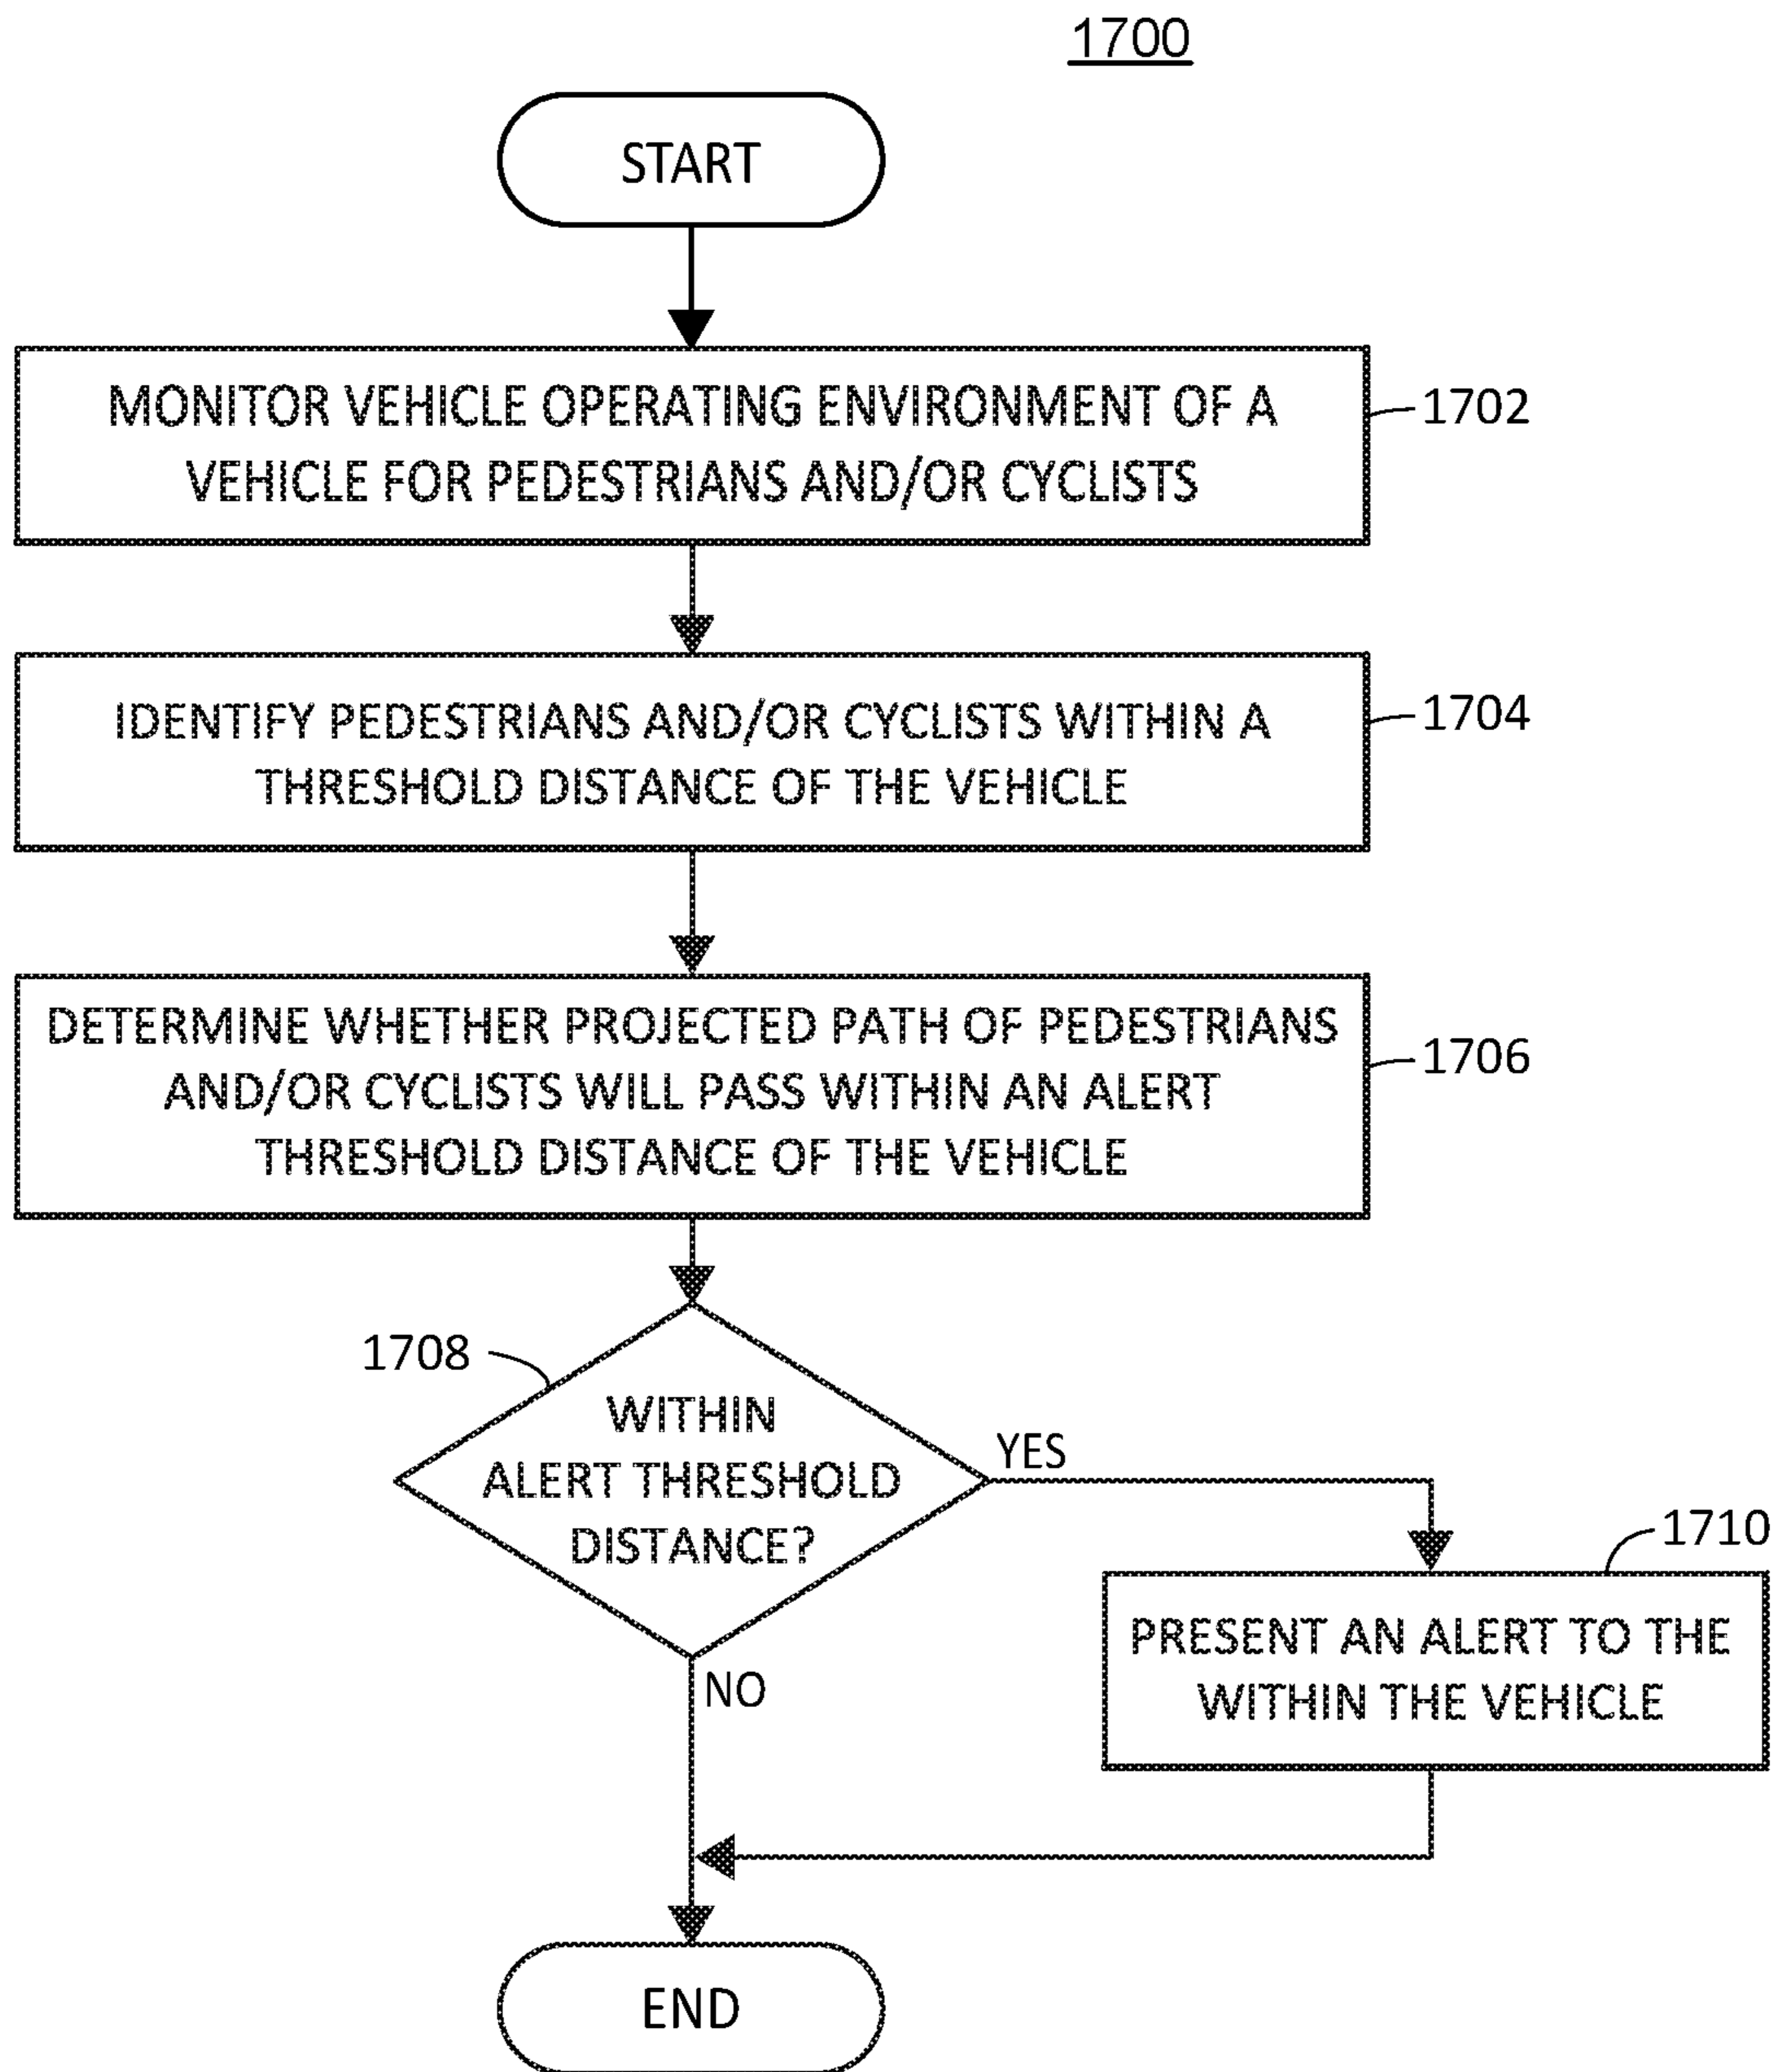 1700
START
MONITOR VEHICLE OPERATING ENVIRONMENT OF A
VEHICLE FOR PEDESTRIANS AND/OR CYCLISTS
1702
IDENTIFY PEDESTRIANS AND/OR CYCLISTS WITHIN A
THRESHOLD DISTANCE OF THE VEHICLE
1704
DETERMINE WHETHER PROJECTED PATH OF PEDESTRIANS
AND/OR CYCLISTS WILL PASS WITHIN AN ALERT
THRESHOLD DISTANCE OF THE VEHICLE
1706
1708
WITHIN
ALERT THRESHOLD
DISTANCE?
YES
1710
PRESENT AN ALERT TO THE
WITHIN THE VEHICLE
NO
END